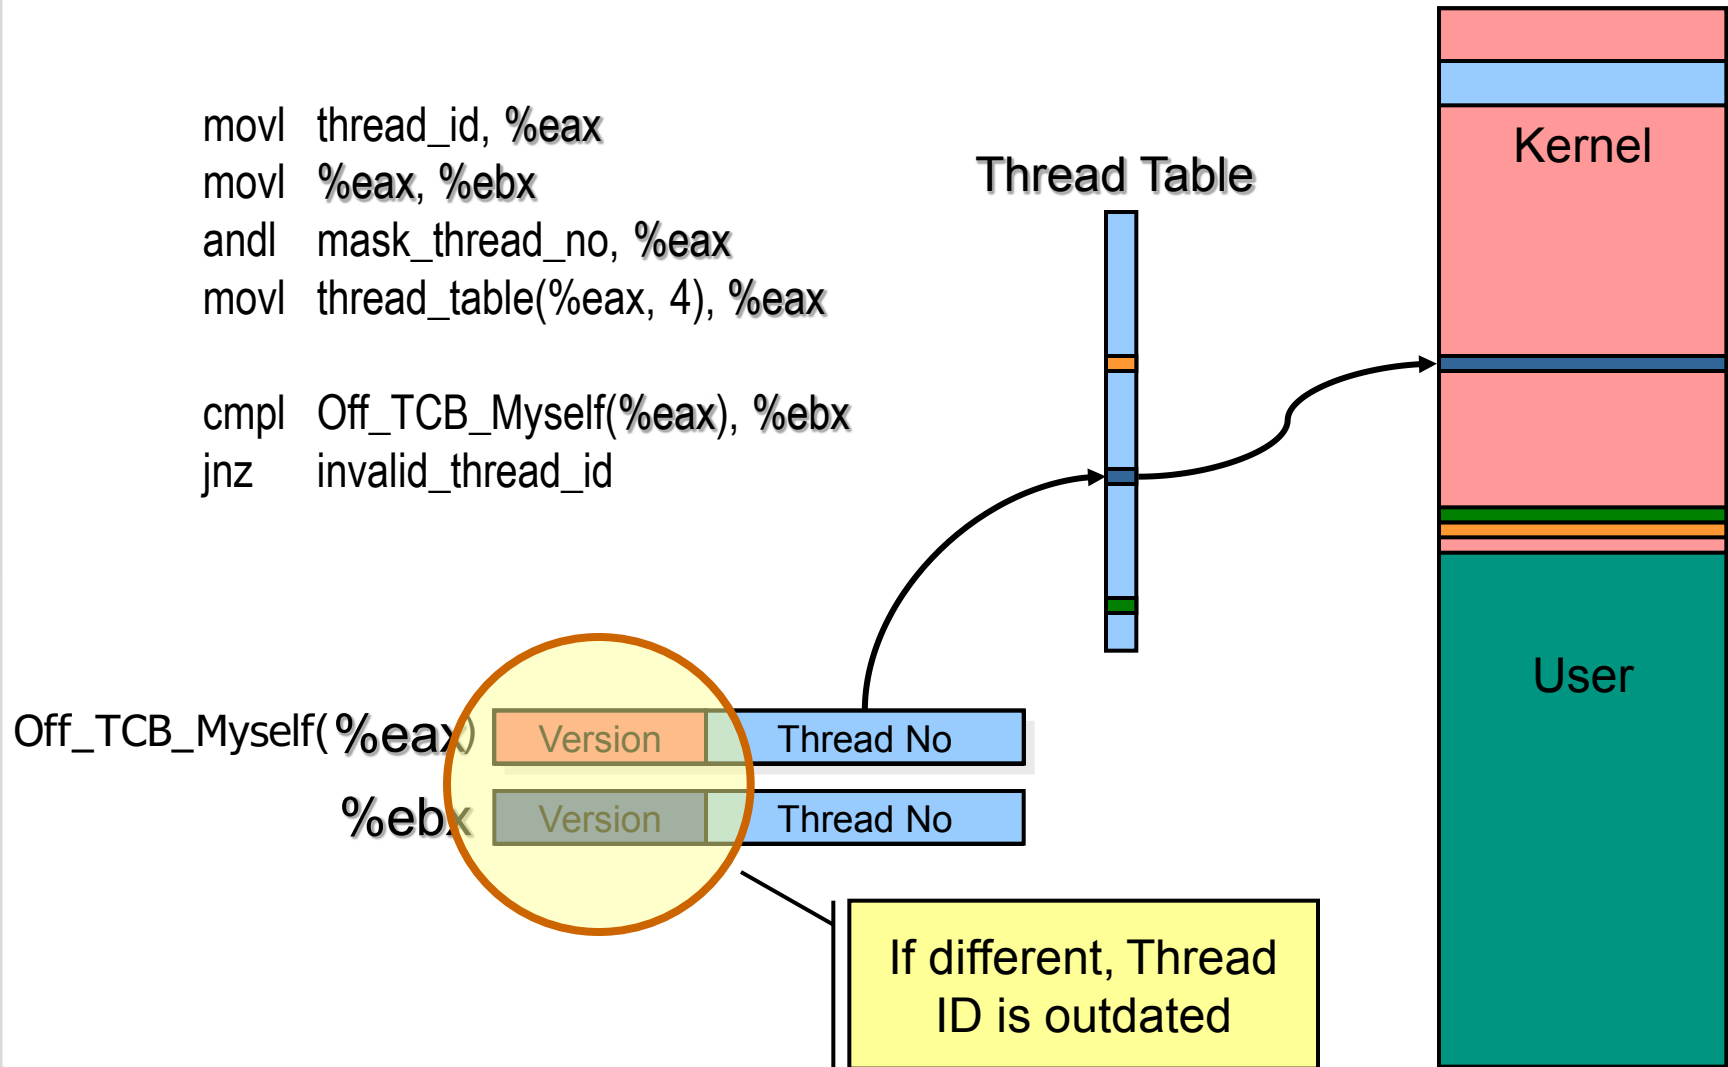 movl thread_id, %eax
movl %eax, %ebx
andl mask_thread_no, %eax
movl thread_table(%eax, 4), %eax
cmpl Off_TCB_Myself(%eax), %ebx
jnz invalid_thread_id
Thread Table
Kernel
User
Off_TCB_Myself(%eax) Version Thread No
%ebx Version Thread No
If different, Thread
ID is outdated